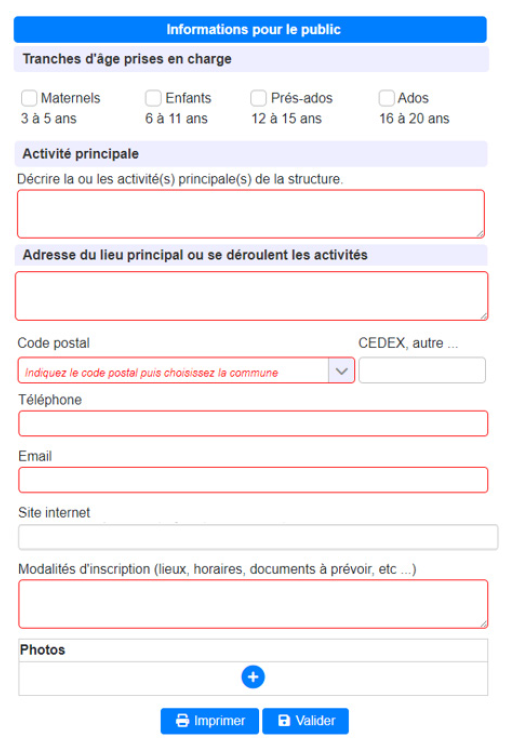 Informations pour le public
Tranches d'âge prises en charge
Maternels Enfants Prés-ados Ados
3 à 5 ans 6 à 11 ans 12 à 15 ans 16 à 20 ans
Activité principale
Décrire la ou les activité(s) principale(s) de la structure.
Adresse du lieu principal ou se déroulent les activités
Code postal CEDEX, autre ...
Indiquez le code postal puis choisissez la commune
Téléphone
Email
Site internet
Modalités d'inscription (lieux, horaires, documents à prévoir, etc ...)
Photos
Imprimer Valider